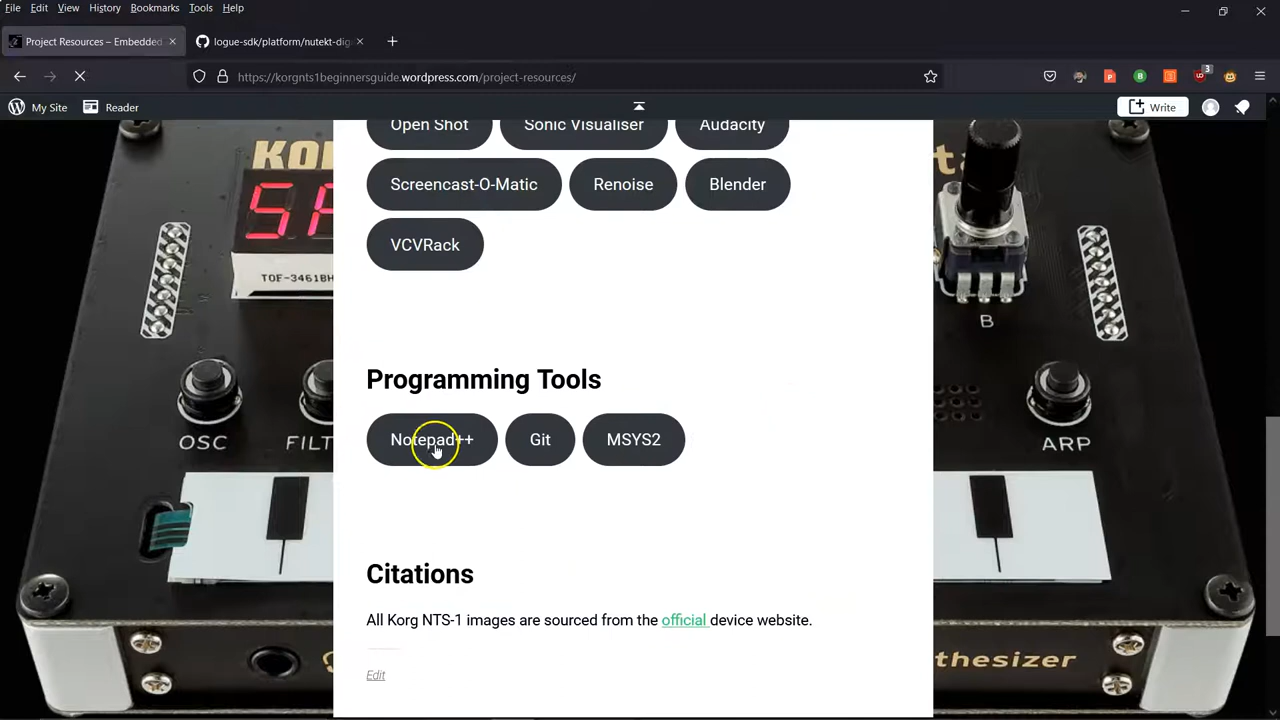 File Edit View History Bookmarks Tools Help
Project Resources – Embedded
logue-sdk/platform/nutekt-dig
https://korgnts1beginnersguide.wordpress.com/project-resources/
3
My Site Reader Write
Open Shot Sonic Visualiser Audacity
Screencast-O-Matic Renoise Blender
VCVRack
TOF-3461BH
B
Programming Tools
Notepad++ Git MSYS2
OSC FILT ARP
Citations
All Korg NTS-1 images are sourced from the official device website.
Edit
thesizer